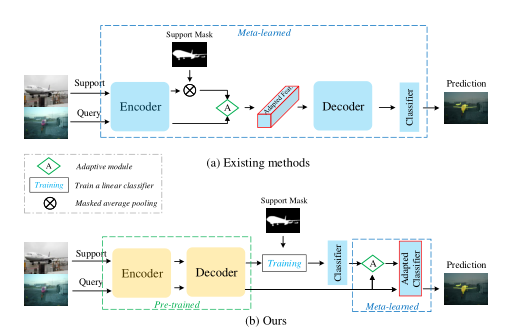 Support Mask
Meta-learned
Support
Query
Encoder
A
Adapted Feat.
Decoder
Classifier
Prediction
(a) Existing methods
A
Adaptive module
Training
Train a linear classifier
Masked average pooling
Support Mask
Support
Query
Encoder
Decoder
Pre-trained
Training
Classifier
A
Adapted
Classifier
Meta-learned
Prediction
(b) Ours